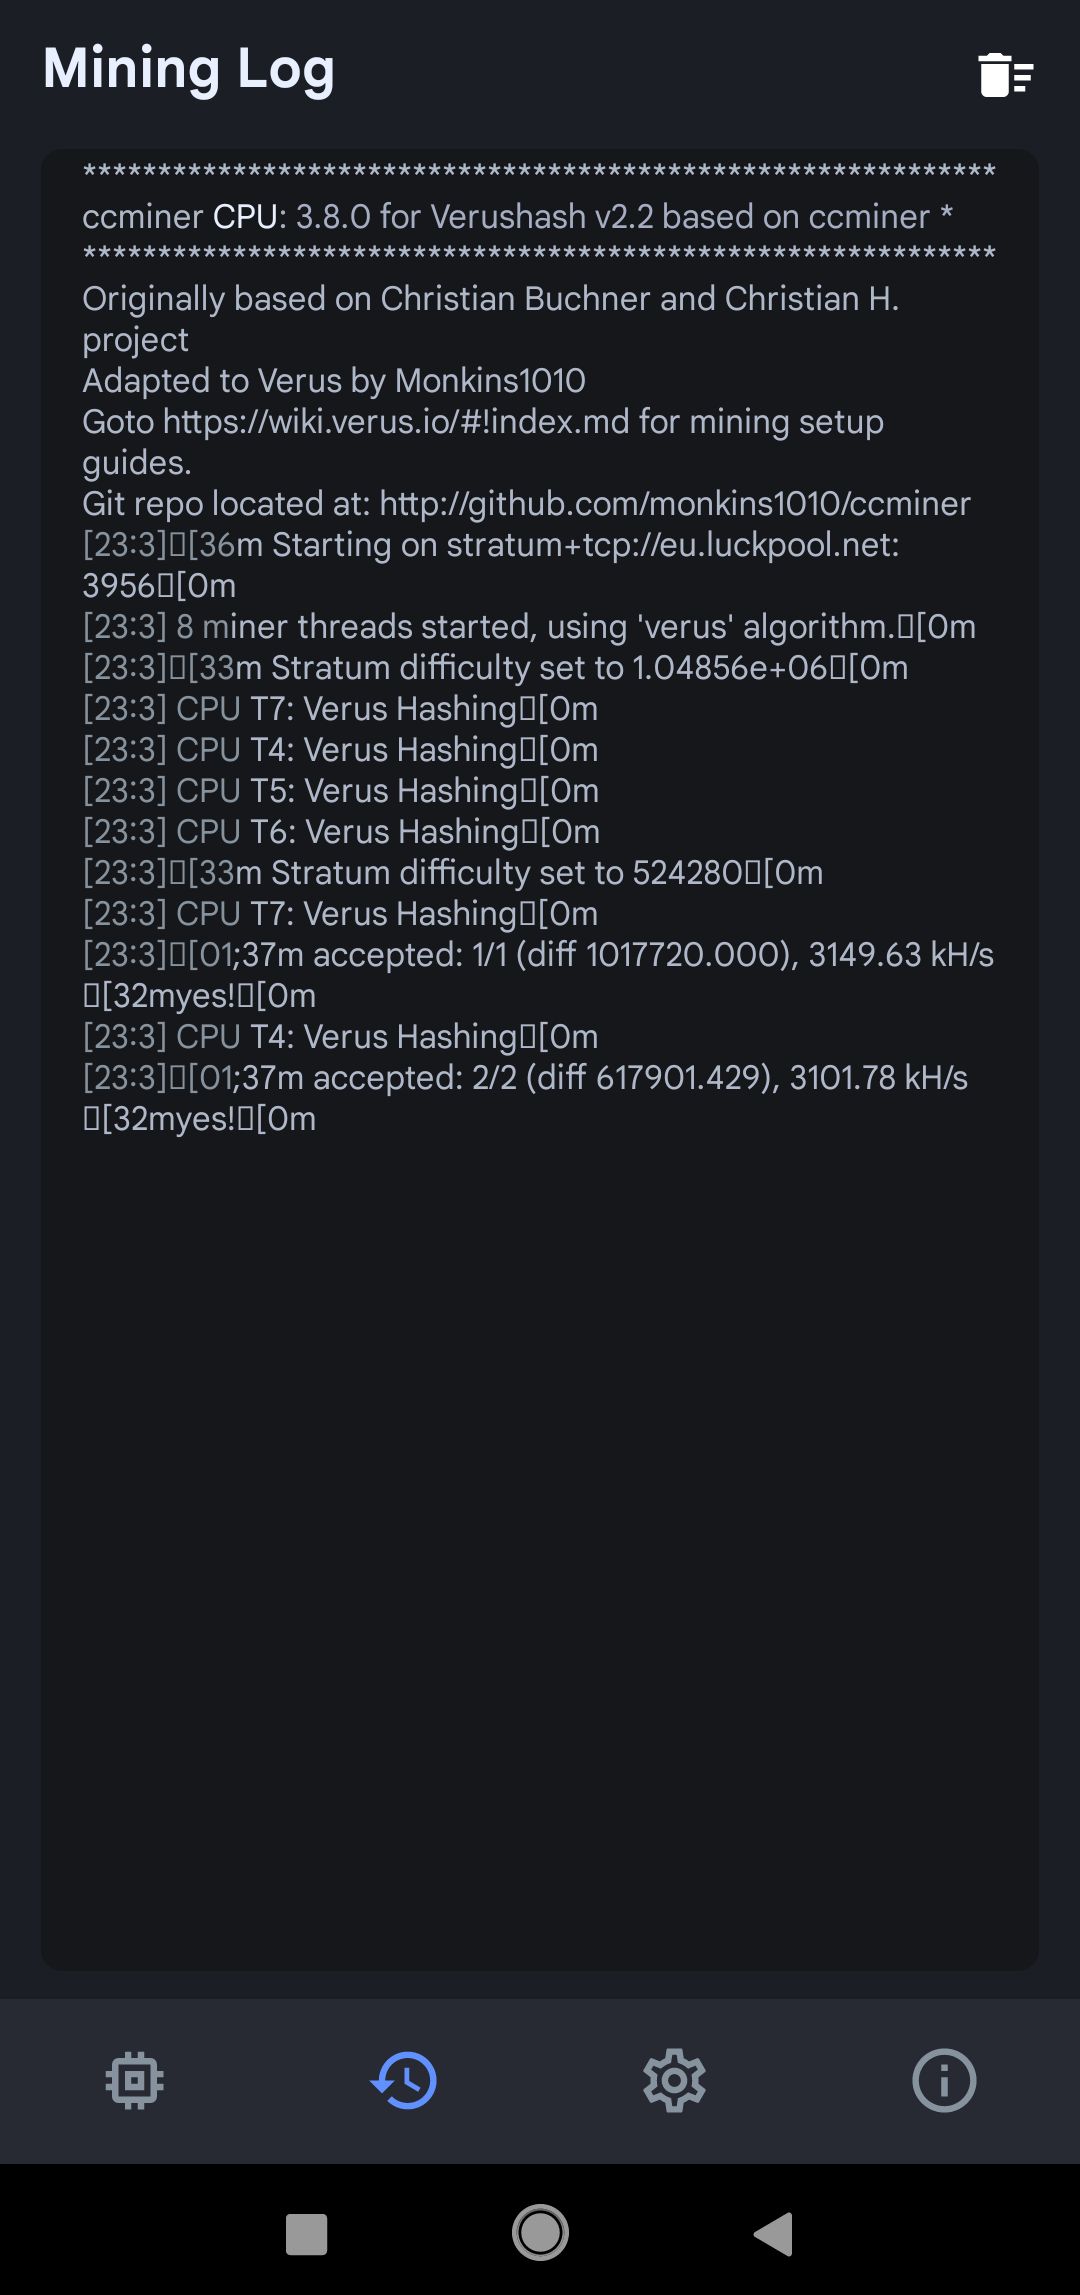 Mining Log
*************************************************************
ccminer CPU: 3.8.0 for Verushash v2.2 based on ccminer *
*************************************************************
Originally based on Christian Buchner and Christian H.
project
Adapted to Verus by Monkins1010
Goto https://wiki.verus.io/#!index.md for mining setup
guides.
Git repo located at: http://github.com/monkins1010/ccminer
[23:3]▯[36m Starting on stratum+tcp://eu.luckpool.net:
3956▯[0m
[23:3] 8 miner threads started, using 'verus' algorithm.▯[0m
[23:3]▯[33m Stratum difficulty set to 1.04856e+06▯[0m
[23:3] CPU T7: Verus Hashing▯[0m
[23:3] CPU T4: Verus Hashing▯[0m
[23:3] CPU T5: Verus Hashing▯[0m
[23:3] CPU T6: Verus Hashing▯[0m
[23:3]▯[33m Stratum difficulty set to 524280▯[0m
[23:3] CPU T7: Verus Hashing▯[0m
[23:3]▯[01;37m accepted: 1/1 (diff 1017720.000), 3149.63 kH/s
▯[32myes!▯[0m
[23:3] CPU T4: Verus Hashing▯[0m
[23:3]▯[01;37m accepted: 2/2 (diff 617901.429), 3101.78 kH/s
▯[32myes!▯[0m